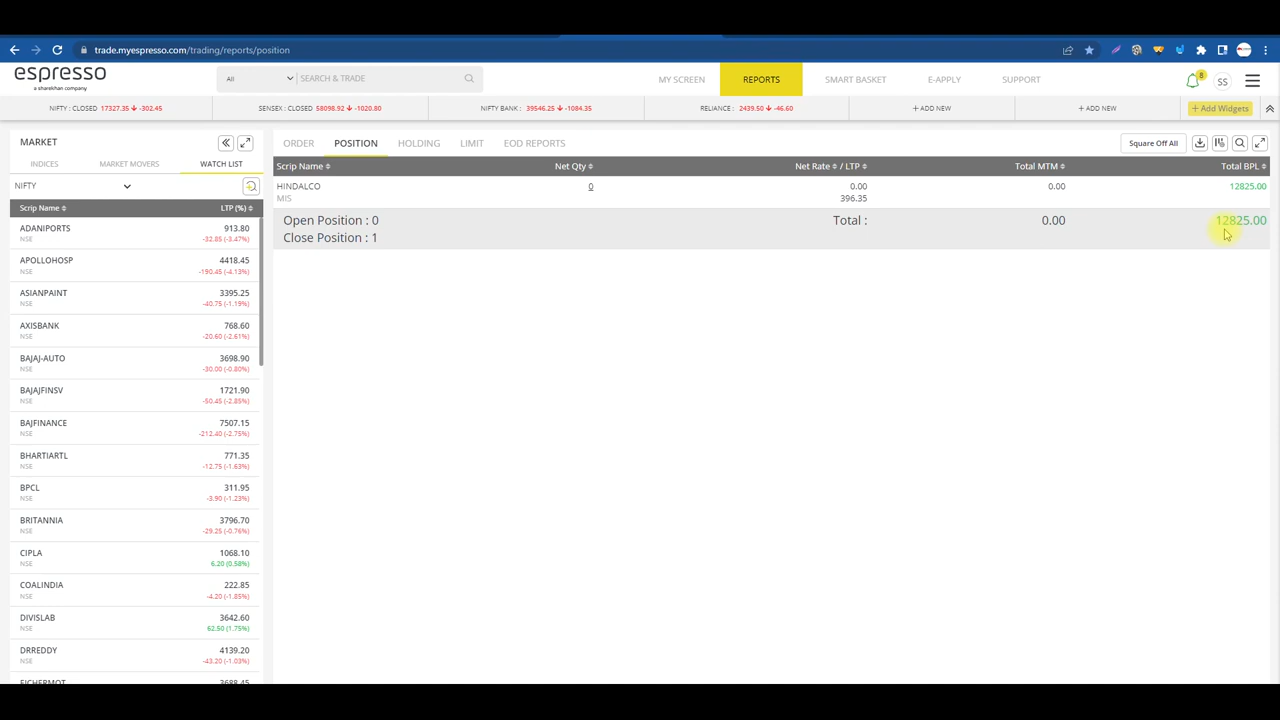 trade.myespresso.com/trading/reports/position
espresso
a sharekhan company
All
SEARCH & TRADE
MY SCREEN
REPORTS
SMART BASKET
E-APPLY
SUPPORT
8
SS
NIFTY : CLOSED 17327.35 -302.45
SENSEX : CLOSED 58098.92 -1020.80
NIFTY BANK : 39546.25 -1084.35
RELIANCE : 2439.50 -46.60
+ ADD NEW
+ ADD NEW
+ Add Widgets
MARKET
INDICES
MARKET MOVERS
WATCH LIST
NIFTY
Scrip Name LTP (%)
ADANIPORTS 913.80
NSE -32.85 (-3.47%)
APOLLOHOSP 4418.45
NSE -190.45 (-4.13%)
ASIANPAINT 3395.25
NSE -40.75 (-1.19%)
AXISBANK 768.60
NSE -20.60 (-2.61%)
BAJAJ-AUTO 3698.90
NSE -30.00 (-0.80%)
BAJAJFINSV 1721.90
NSE -50.45 (-2.85%)
BAJFINANCE 7507.15
NSE -212.40 (-2.75%)
BHARTIARTL 771.35
NSE -12.75 (-1.63%)
BPCL 311.95
NSE -3.90 (-1.23%)
BRITANNIA 3796.70
NSE -29.25 (-0.76%)
CIPLA 1068.10
NSE 6.20 (0.58%)
COALINDIA 222.85
NSE -4.20 (-1.85%)
DIVISLAB 3642.60
NSE 62.50 (1.75%)
DRREDDY 4139.20
NSE -43.20 (-1.03%)
EICHERMOT 3688.45
ORDER
POSITION
HOLDING
LIMIT
EOD REPORTS
Square Off All
Scrip Name Net Qty Net Rate / LTP Total MTM Total BPL
HINDALCO 0 0.00 0.00 12825.00
MIS 396.35
Open Position : 0 Total : 0.00 12825.00
Close Position : 1